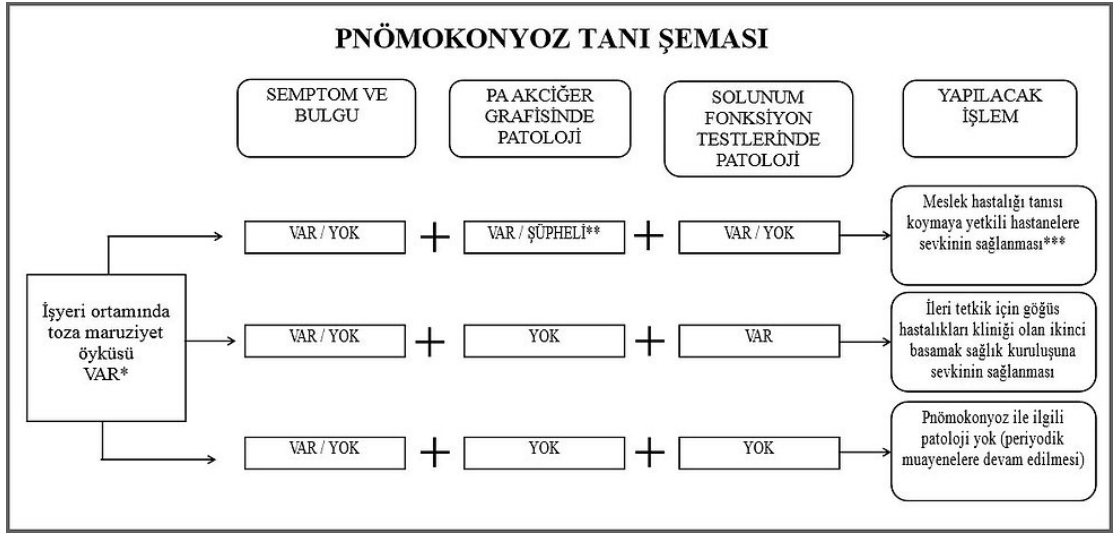 PNÖMOKONYOZ TANI ŞEMASI
SEMPTOM VE
BULGU
PA AKCİĞER
GRAFİSİNDE
PATOLOJİ
SOLUNUM
FONKSİYON
TESTLERİNDE
PATOLOJİ
YAPILACAK
İŞLEM
İşyeri ortamında
toza maruziyet
öyküsü
VAR*
VAR / YOK
+
VAR / ŞÜPHELİ**
+
VAR / YOK
Meslek hastalığı tanısı
koymaya yetkili hastanelere
sevkinin sağlanması***
VAR / YOK
+
YOK
+
VAR
İleri tetkik için göğüs
hastalıkları kliniği olan ikinci
basamak sağlık kuruluşuna
sevkinin sağlanması
VAR / YOK
+
YOK
+
YOK
Pnömokonyoz ile ilgili
patoloji yok (periyodik
muayenelere devam edilmesi)